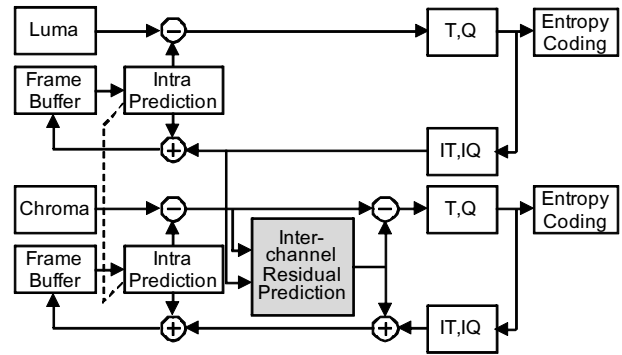 Luma
T,Q
Entropy
Coding
Frame
Buffer
Intra
Prediction
IT,IQ
Chroma
T,Q
Entropy
Coding
Inter-
channel
Residual
Prediction
Frame
Buffer
Intra
Prediction
IT,IQ